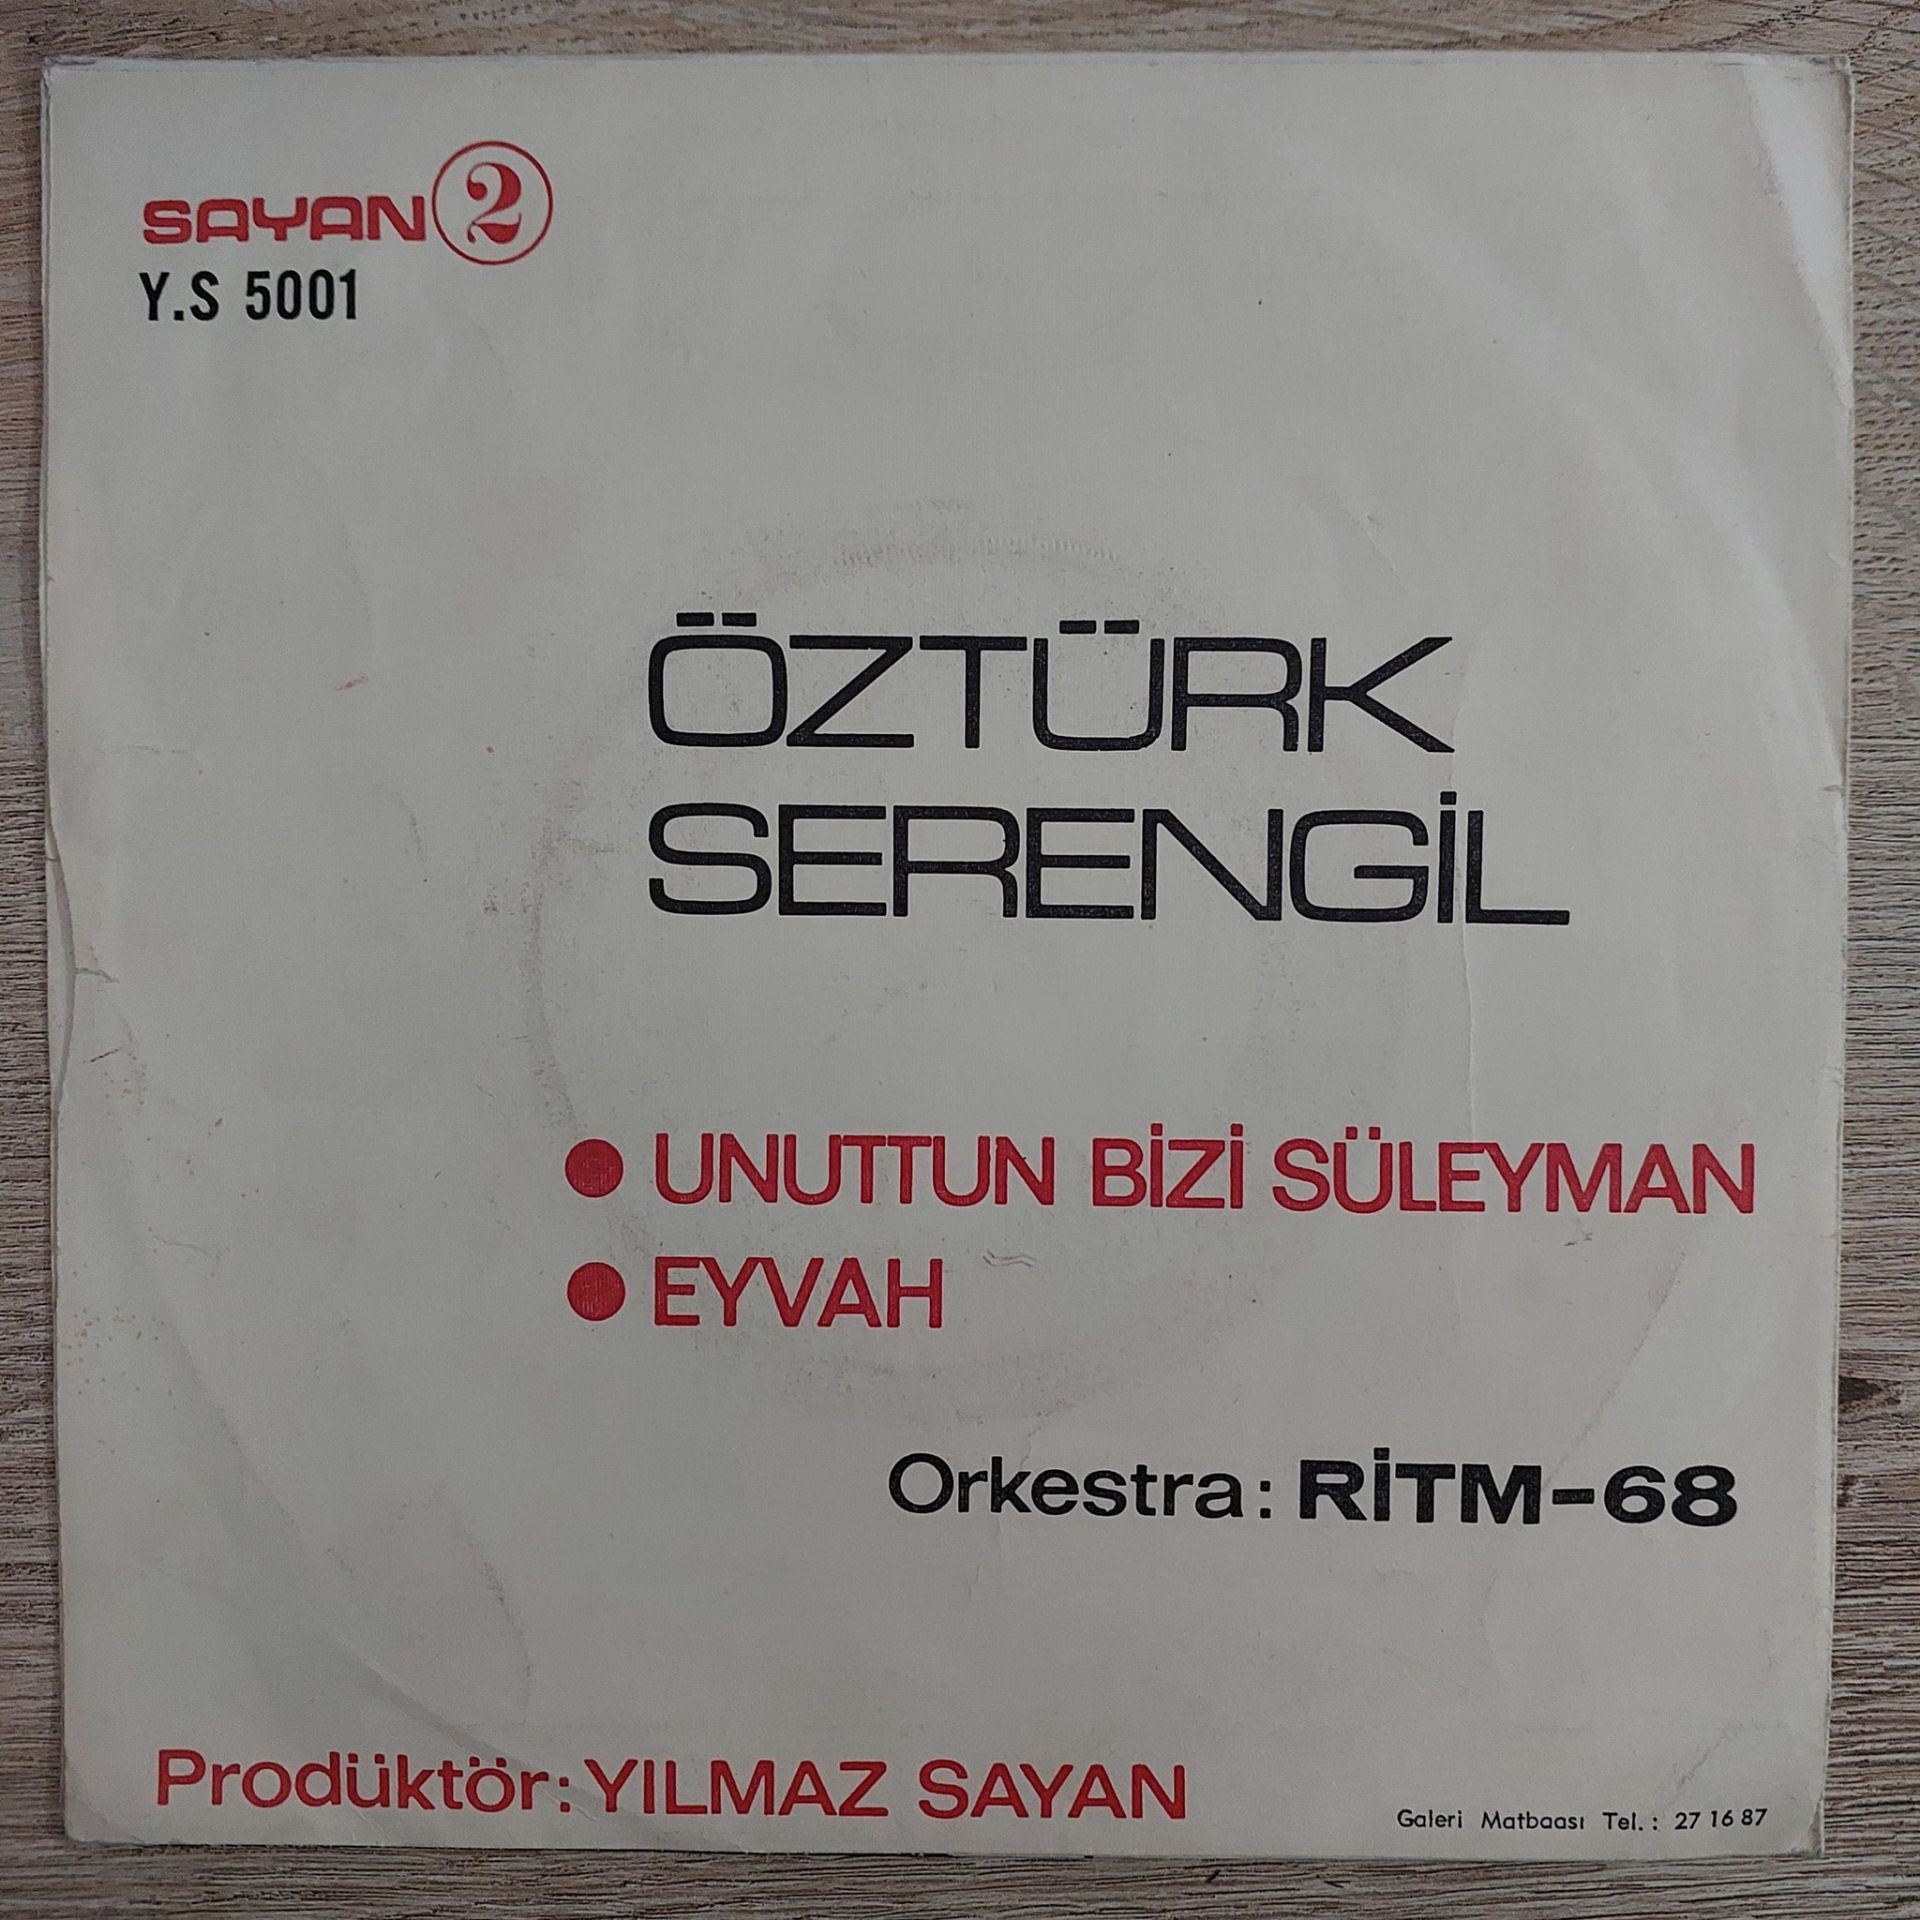 SAYAN 2
Y.S 5001
ÖZTÜRK
SERENGİL
● UNUTTUN BİZİ SÜLEYMAN
● EYVAH
Orkestra: RİTM-68
Prodüktör: YILMAZ SAYAN
Galeri Matbaası Tel.: 27 16 87